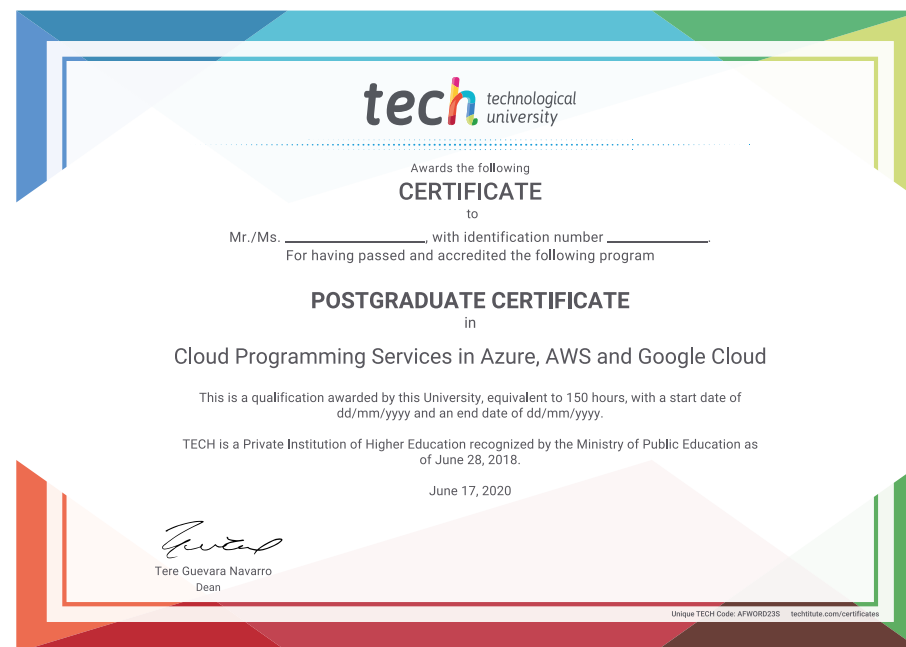 tech technological
university
Awards the following
CERTIFICATE
to
Mr./Ms. ____________________, with identification number ______________.
For having passed and accredited the following program
POSTGRADUATE CERTIFICATE
in
Cloud Programming Services in Azure, AWS and Google Cloud
This is a qualification awarded by this University, equivalent to 150 hours, with a start date of
dd/mm/yyyy and an end date of dd/mm/yyyy.
TECH is a Private Institution of Higher Education recognized by the Ministry of Public Education as
of June 28, 2018.
June 17, 2020
Tere Guevara Navarro
Dean
Unique TECH Code: AFWORD23S techtitute.com/certificates